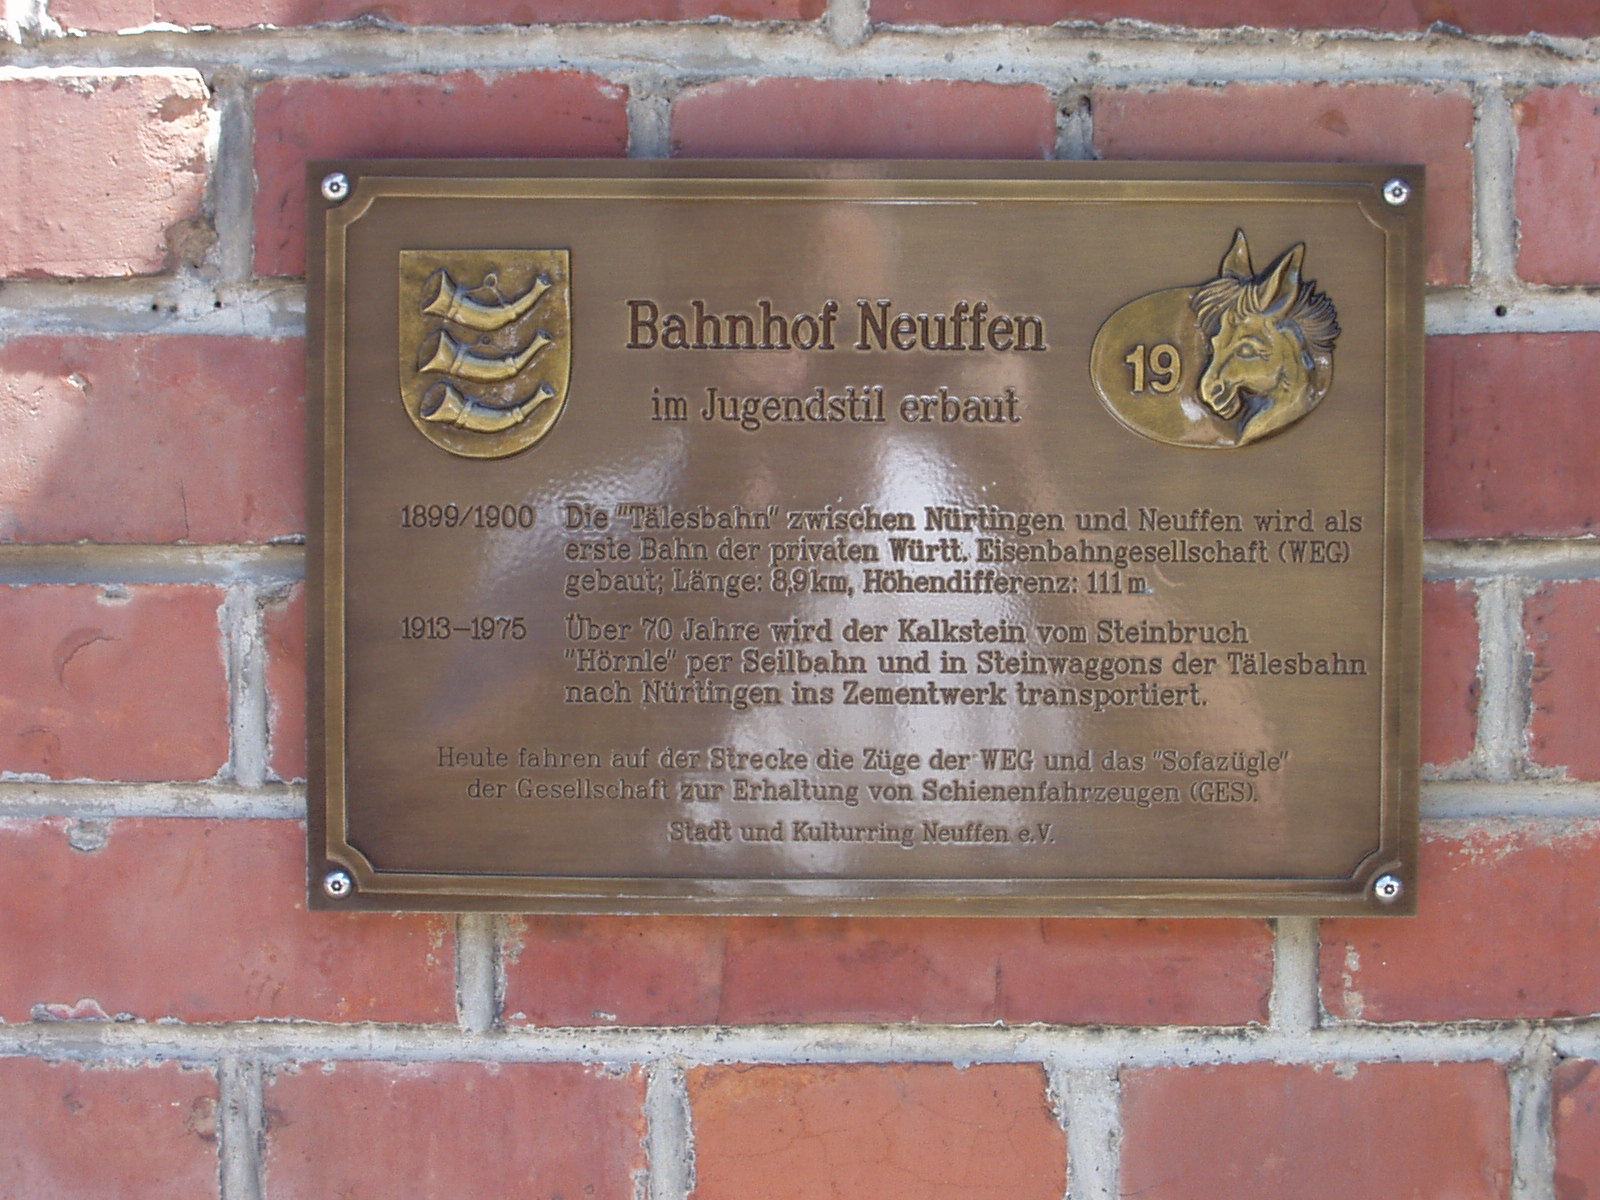 Bahnhof Neuffen
19
im Jugendstil erbaut
1899/1900 Die "Tälesbahn" zwischen Nürtingen und Neuffen wird als
erste Bahn der privaten Württ. Eisenbahngesellschaft (WEG)
gebaut; Länge: 8,9km, Höhendifferenz: 111 m.
1913-1975 Über 70 Jahre wird der Kalkstein vom Steinbruch
"Hörnle" per Seilbahn und in Steinwaggons der Tälesbahn
nach Nürtingen ins Zementwerk transportiert.
Heute fahren auf der Strecke die Züge der WEG und das "Sofazügle"
der Gesellschaft zur Erhaltung von Schienenfahrzeugen (GES).
Stadt und Kulturring Neuffen e.V.